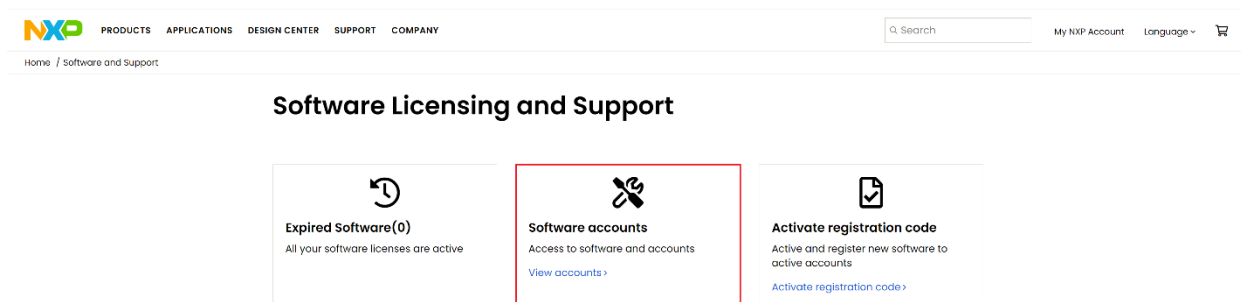 NXP PRODUCTS APPLICATIONS DESIGN CENTER SUPPORT COMPANY Search My NXP Account Language
Home / Software and Support
Software Licensing and Support
Expired Software(0)
All your software licenses are active
Software accounts
Access to software and accounts
View accounts >
Activate registration code
Active and register new software to
active accounts
Activate registration code >